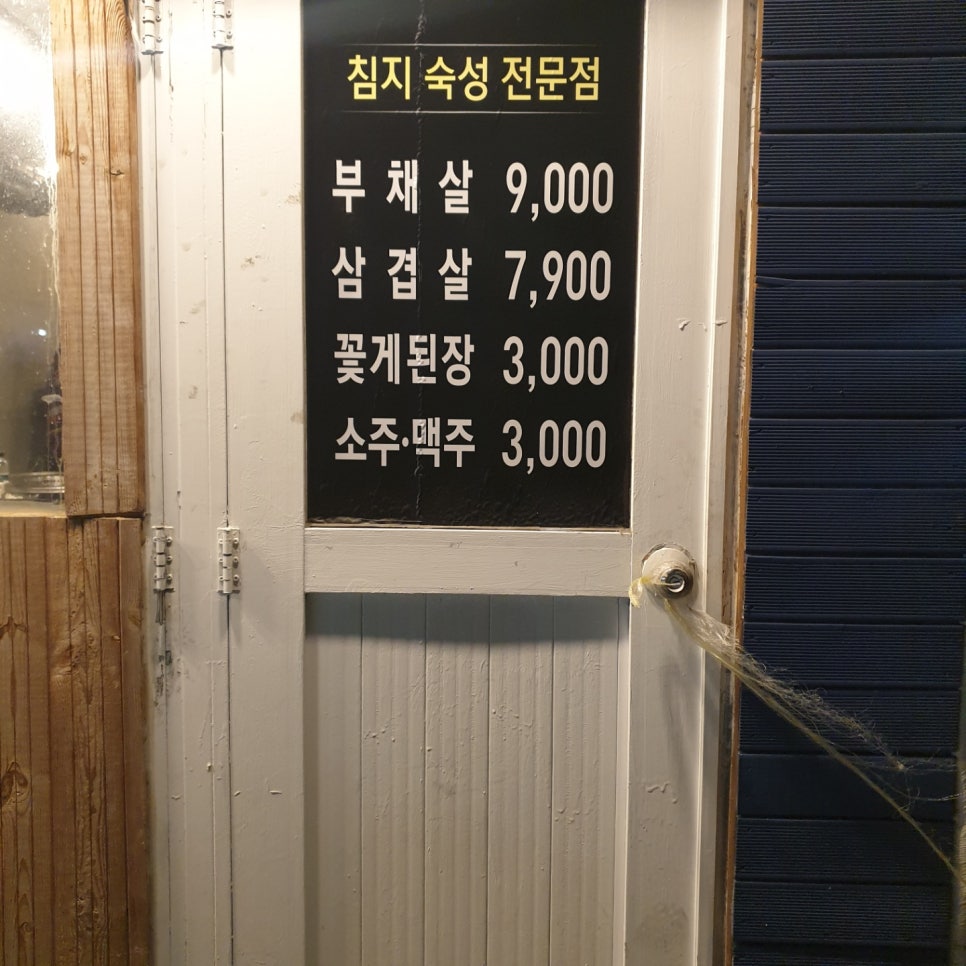 침지 숙성 전문점
부채살 9,000
삼겹살 7,900
꽃게된장 3,000
소주·맥주 3,000